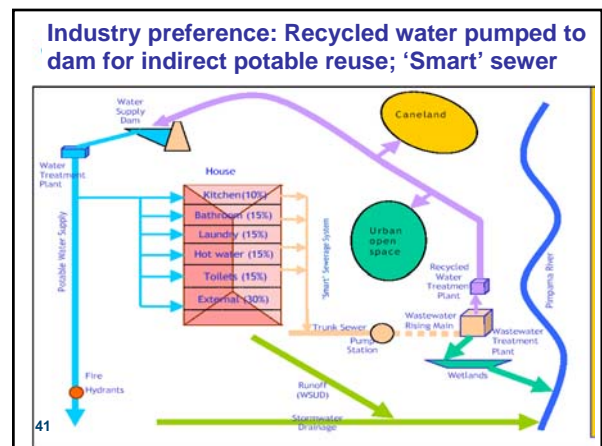 Industry preference: Recycled water pumped to
dam for indirect potable reuse; ‘Smart’ sewer
Water
Supply
Dam
Caneland
Water
Treatment
Plant
House
Kitchen(10%)
Bathroom (15%)
Laundry (15%)
Hot water (15%)
Toilets (15%)
External (30%)
Potable Water Supply
"Smart" Sewerage System
Urban
open
space
Recycled
Water
Treatment
Plant
Pimpama River
Wastewater
Rising Main
Trunk Sewer
Pump
Station
Wastewater
Treatment
Plant
Wetlands
Fire
Hydrants
Runoff
(WSUD)
Stormwater
Drainage
41